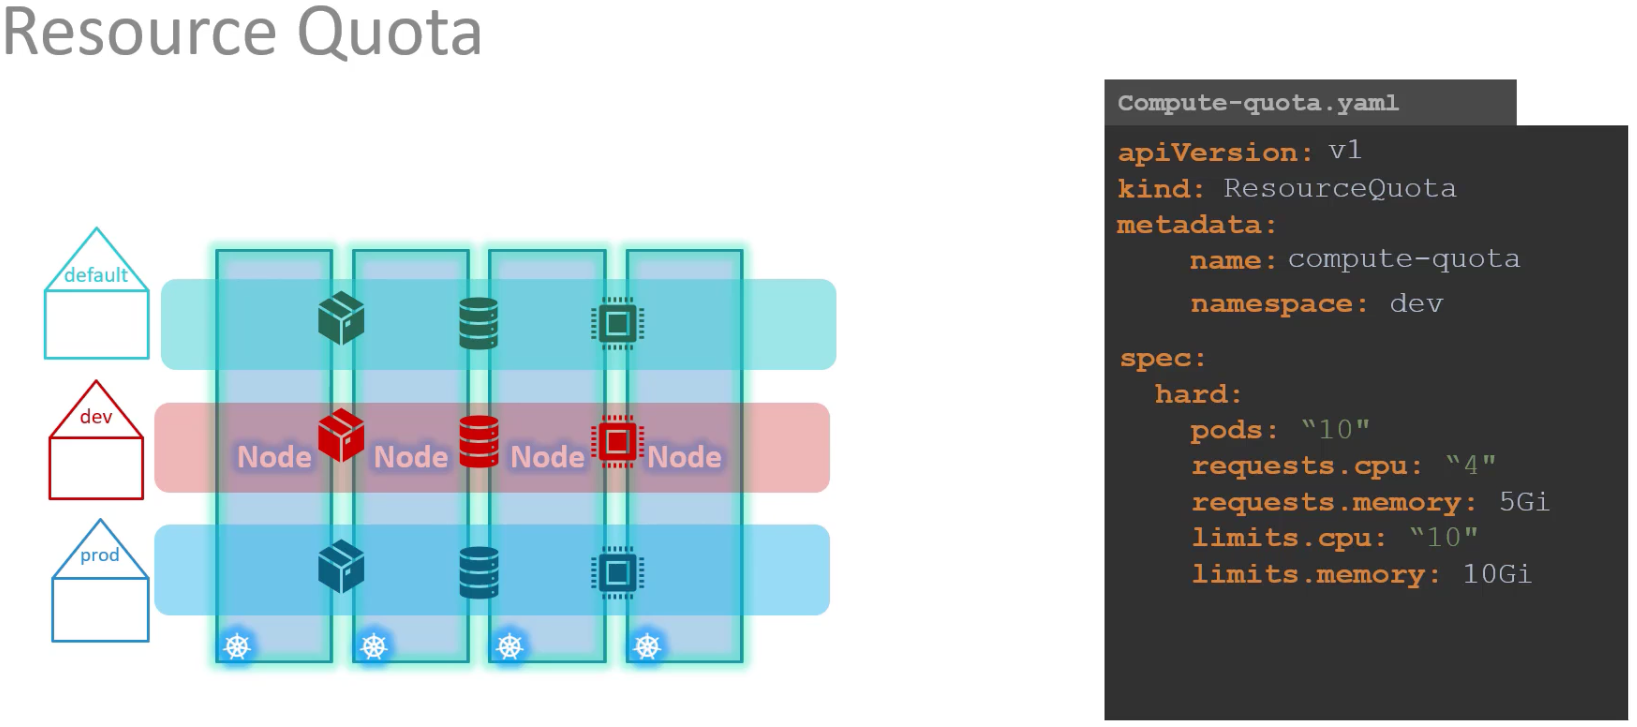 Resource Quota
default
dev
prod
Node Node Node Node
Compute-quota.yaml
apiVersion: v1
kind: ResourceQuota
metadata:
name: compute-quota
namespace: dev
spec:
hard:
pods: “10"
requests.cpu: “4"
requests.memory: 5Gi
limits.cpu: “10"
limits.memory: 10Gi